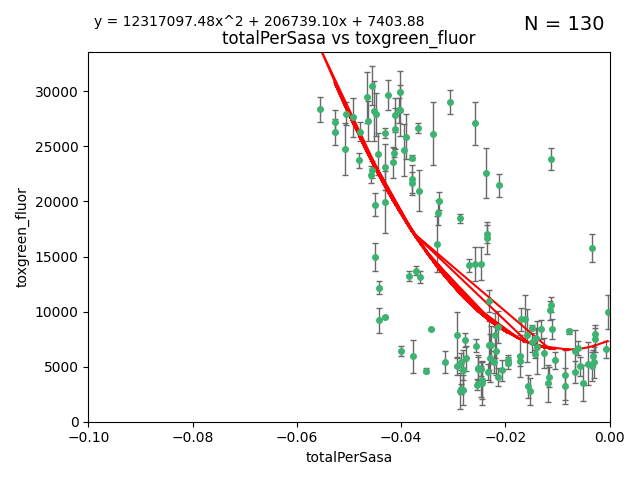 y = 12317097.48x^2 + 206739.10x + 7403.88
N = 130
totalPerSasa vs toxgreen_fluor
30000
25000
20000
15000
10000
5000
0
toxgreen_fluor
−0.10 −0.08 −0.06 −0.04 −0.02 0.00
totalPerSasa